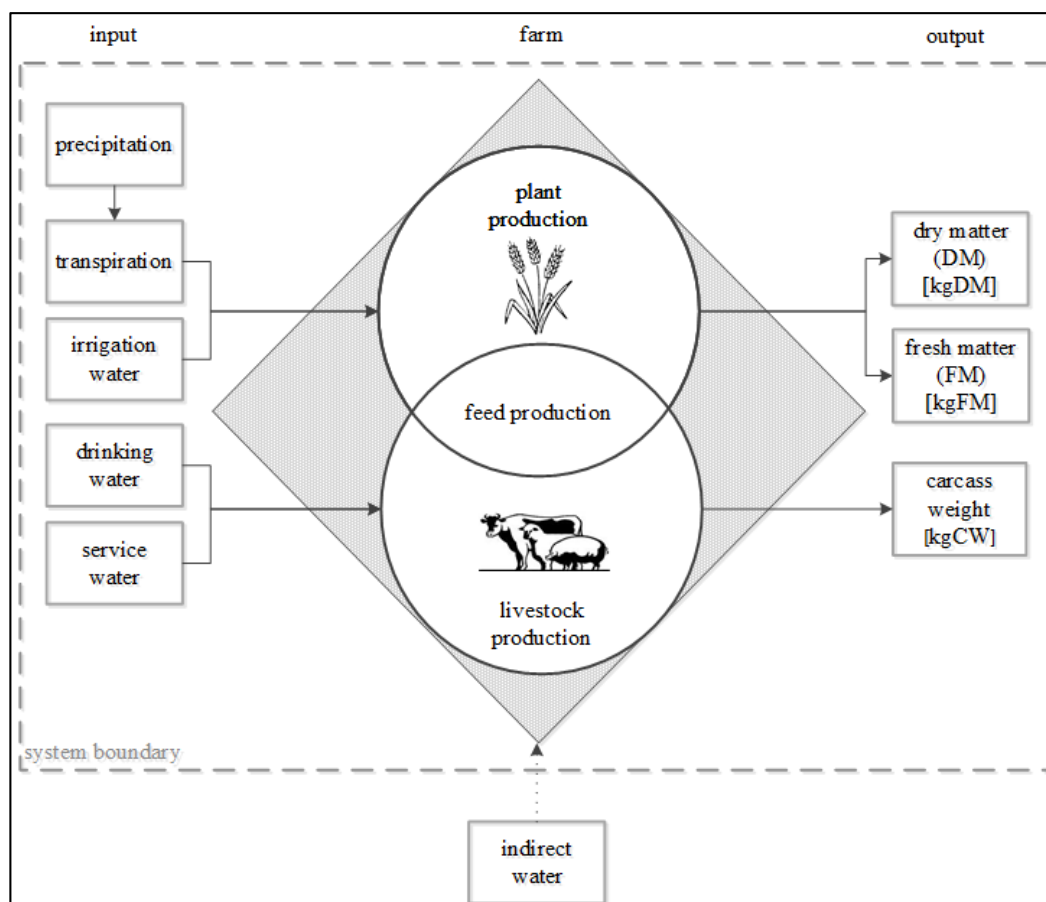 input
farm
output
precipitation
transpiration
irrigation
water
drinking
water
service
water
plant
production
feed production
livestock
production
dry matter
(DM)
[kgDM]
fresh matter
(FM)
[kgFM]
carcass
weight
[kgCW]
system boundary
indirect
water